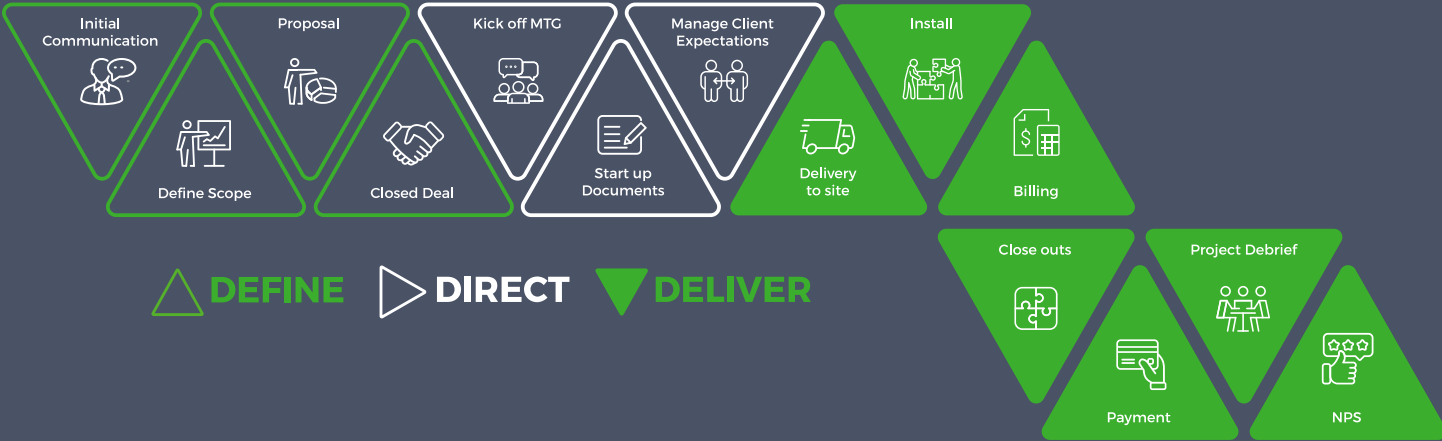 Initial
Communication
Define Scope
Proposal
Closed Deal
Kick off MTG
Start up
Documents
Manage Client
Expectations
Delivery
to site
Install
Billing
Close outs
Payment
Project Debrief
NPS
DEFINE
DIRECT
DELIVER